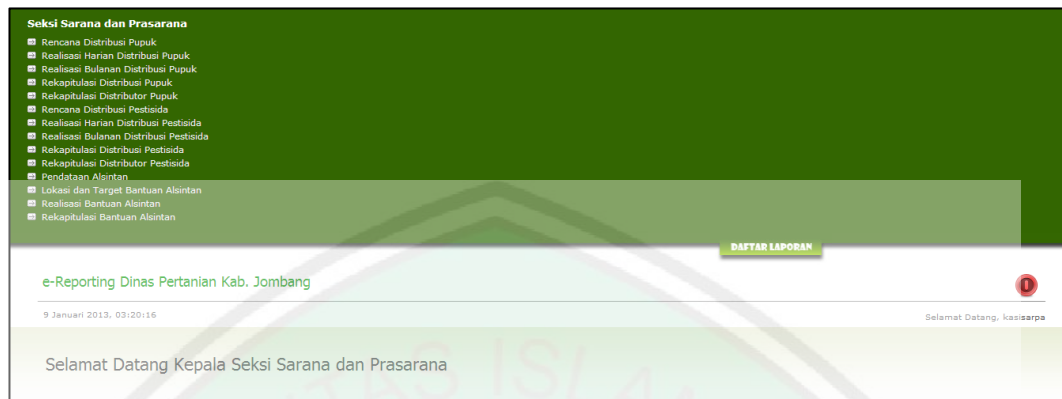 Seksi Sarana dan Prasarana
Rencana Distribusi Pupuk
Realisasi Harian Distribusi Pupuk
Realisasi Bulanan Distribusi Pupuk
Rekapitulasi Distribusi Pupuk
Rekapitulasi Distributor Pupuk
Rencana Distribusi Pestisida
Realisasi Harian Distribusi Pestisida
Realisasi Bulanan Distribusi Pestisida
Rekapitulasi Distribusi Pestisida
Rekapitulasi Distributor Pestisida
Pendataan Alsintan
Lokasi dan Target Bantuan Alsintan
Realisasi Bantuan Alsintan
Rekapitulasi Bantuan Alsintan
DAFTAR LAPORAN
e-Reporting Dinas Pertanian Kab. Jombang
9 Januari 2013, 03:20:16
Selamat Datang, kasisarpa
Selamat Datang Kepala Seksi Sarana dan Prasarana
TAS ISLA